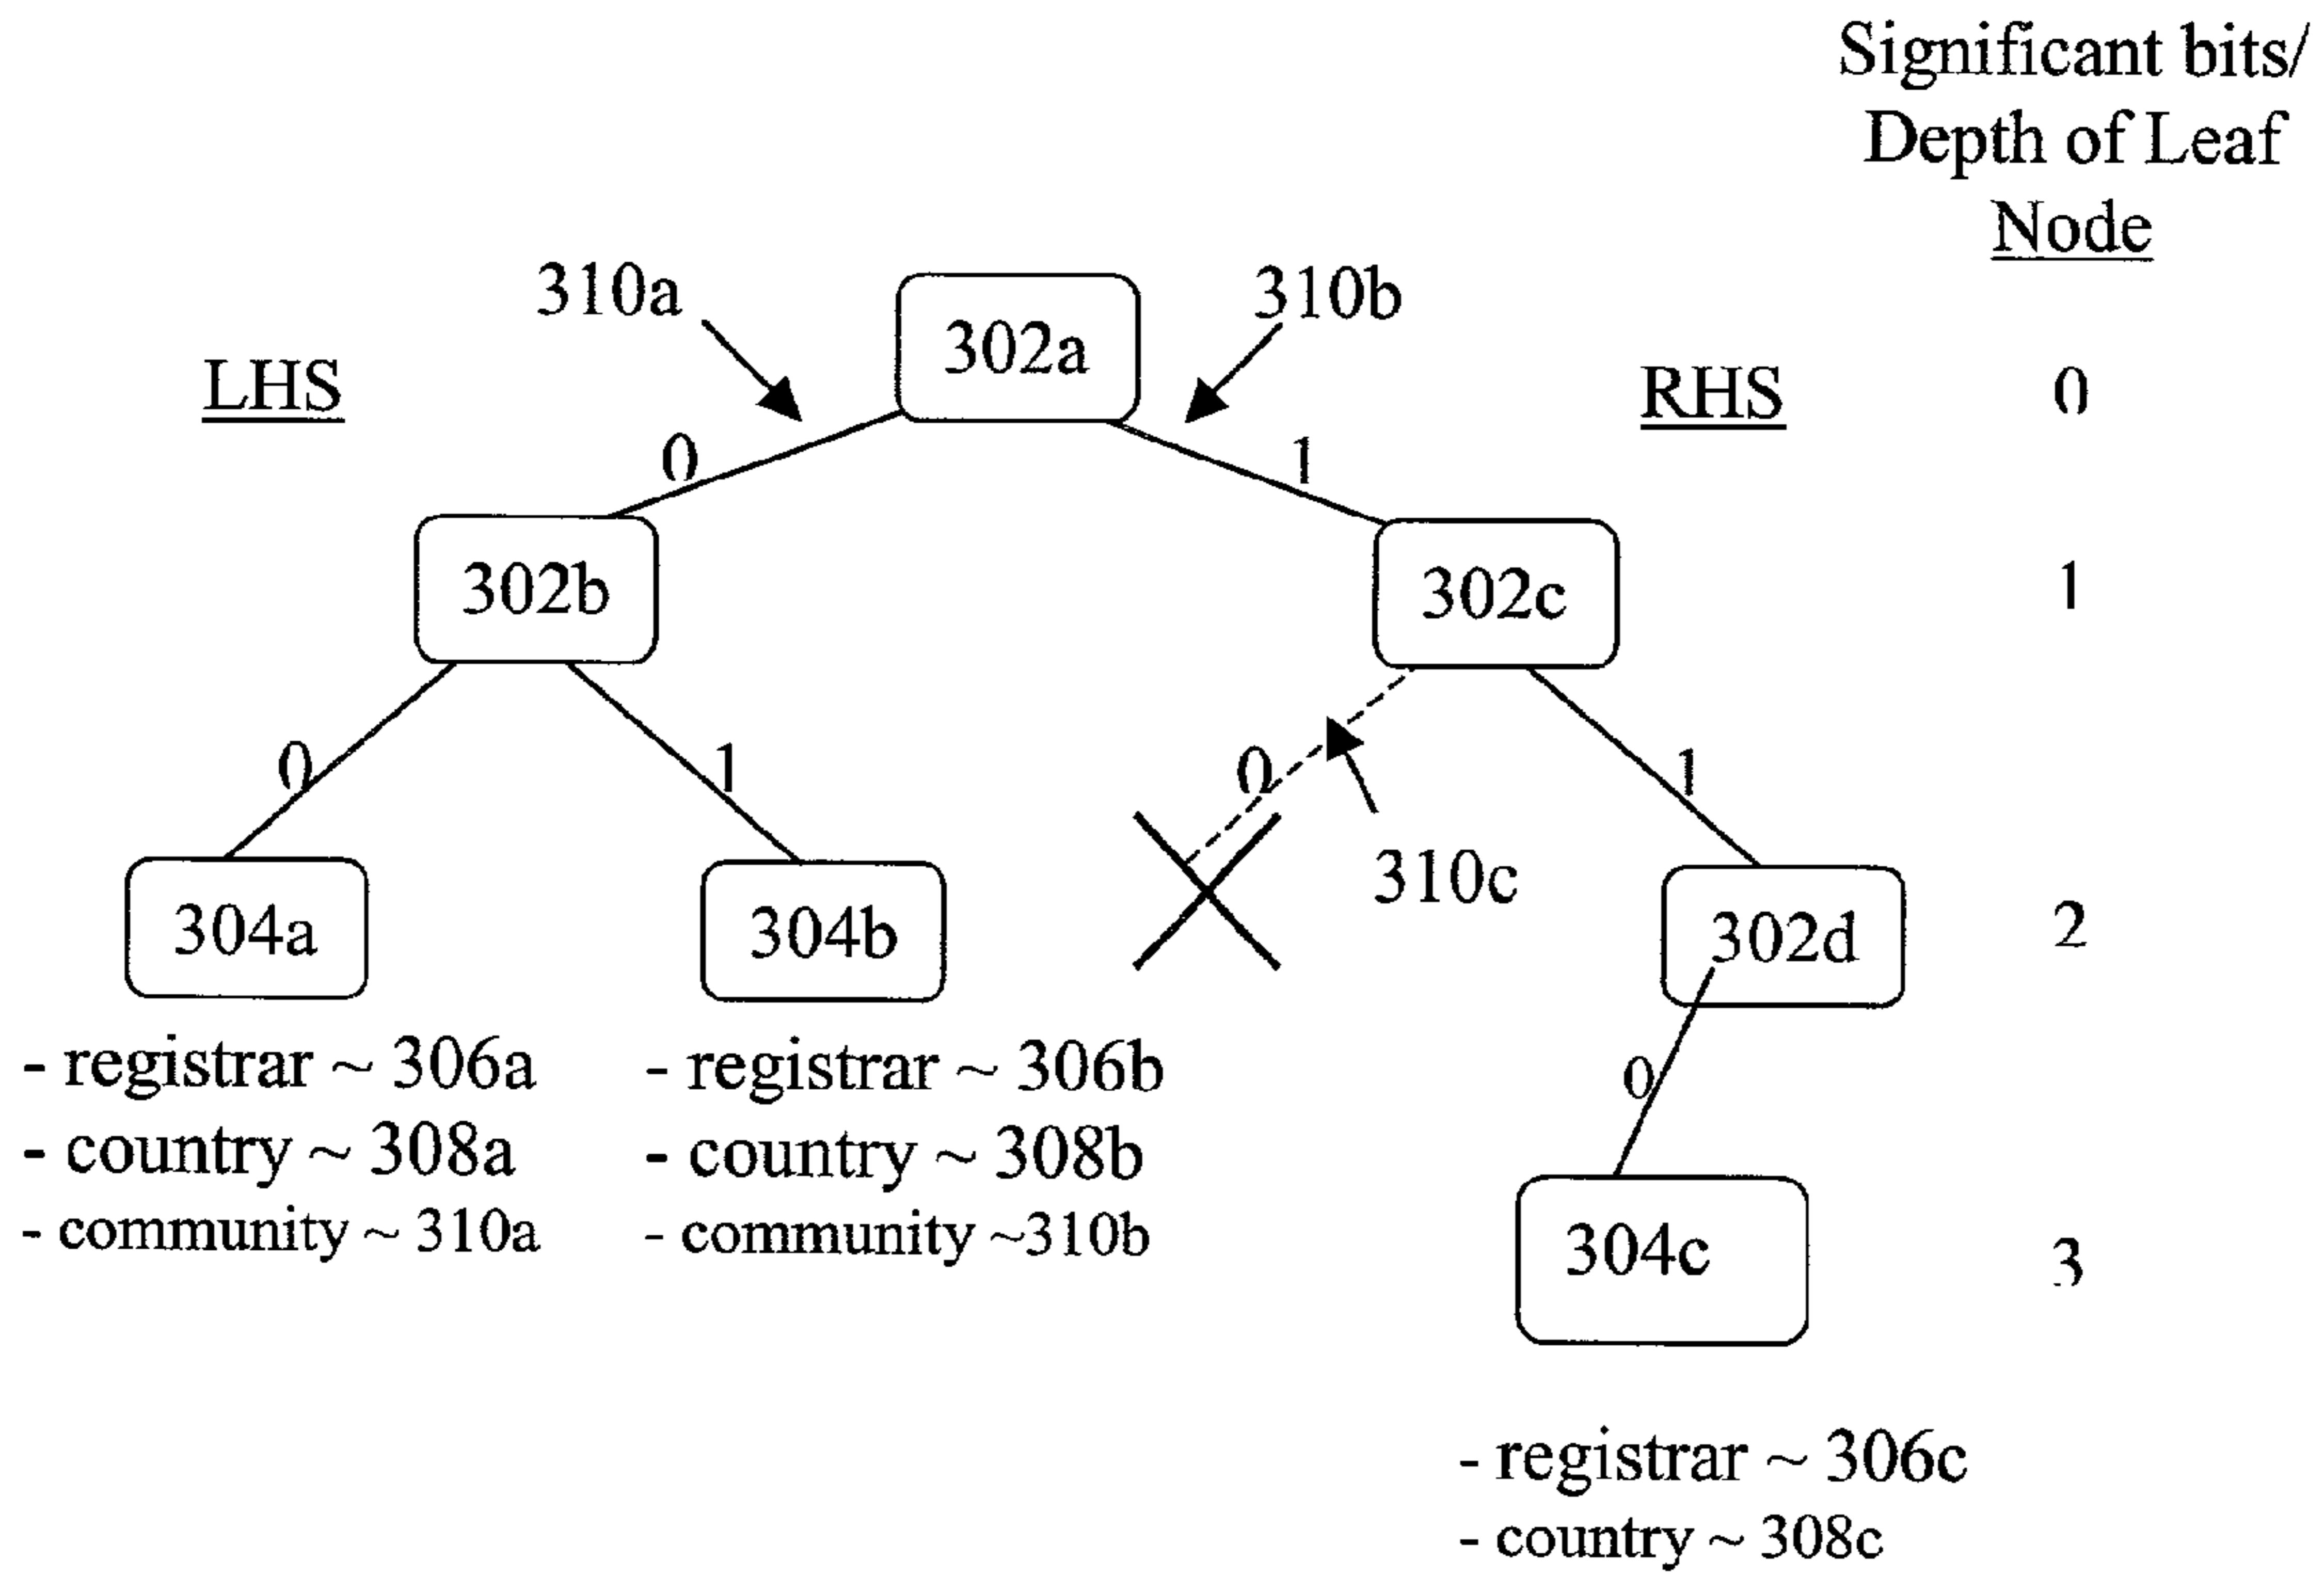 Significant bits/
Depth of Leaf
Node
310a
310b
302a
LHS
RHS
0
0
1
302b
302c
1
0
1
0
1
310c
304a
304b
302d
2
- registrar ~ 306a
- country ~ 308a
- community ~ 310a
- registrar ~ 306b
- country ~ 308b
- community ~310b
0
304c
3
- registrar ~ 306c
- country ~ 308c